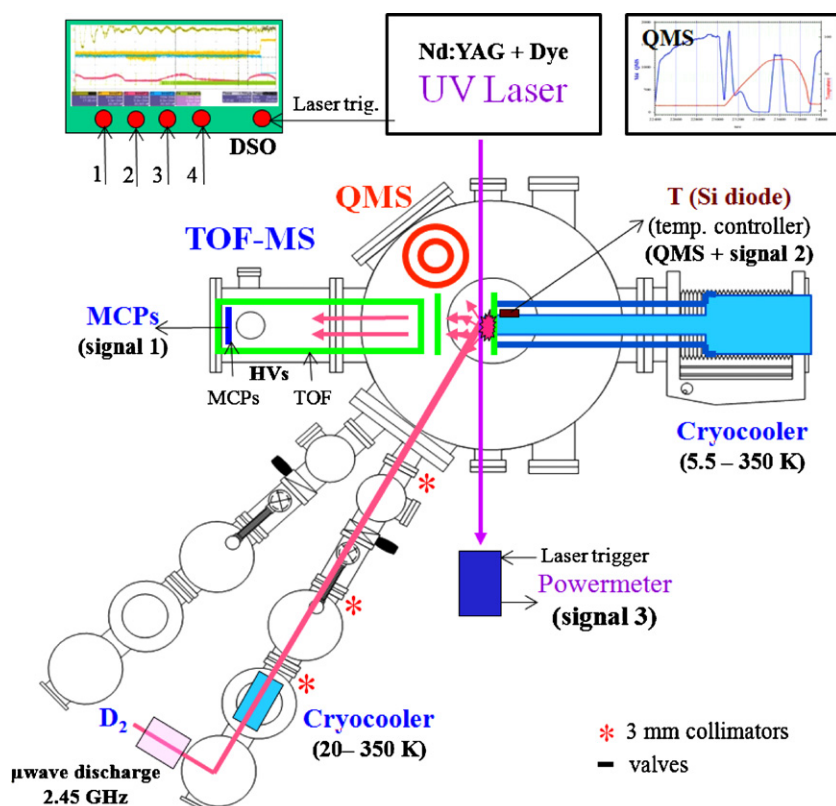 Nd:YAG + Dye
UV Laser
QMS
Laser trig.
DSO
1
2
3
4
QMS
T (Si diode)
(temp. controller)
(QMS + signal 2)
TOF-MS
MCPs
(signal 1)
HVs
MCPs
TOF
Cryocooler
(5.5 – 350 K)
Laser trigger
Powermeter
(signal 3)
D2
Cryocooler
(20– 350 K)
μwave discharge
2.45 GHz
* 3 mm collimators
valves